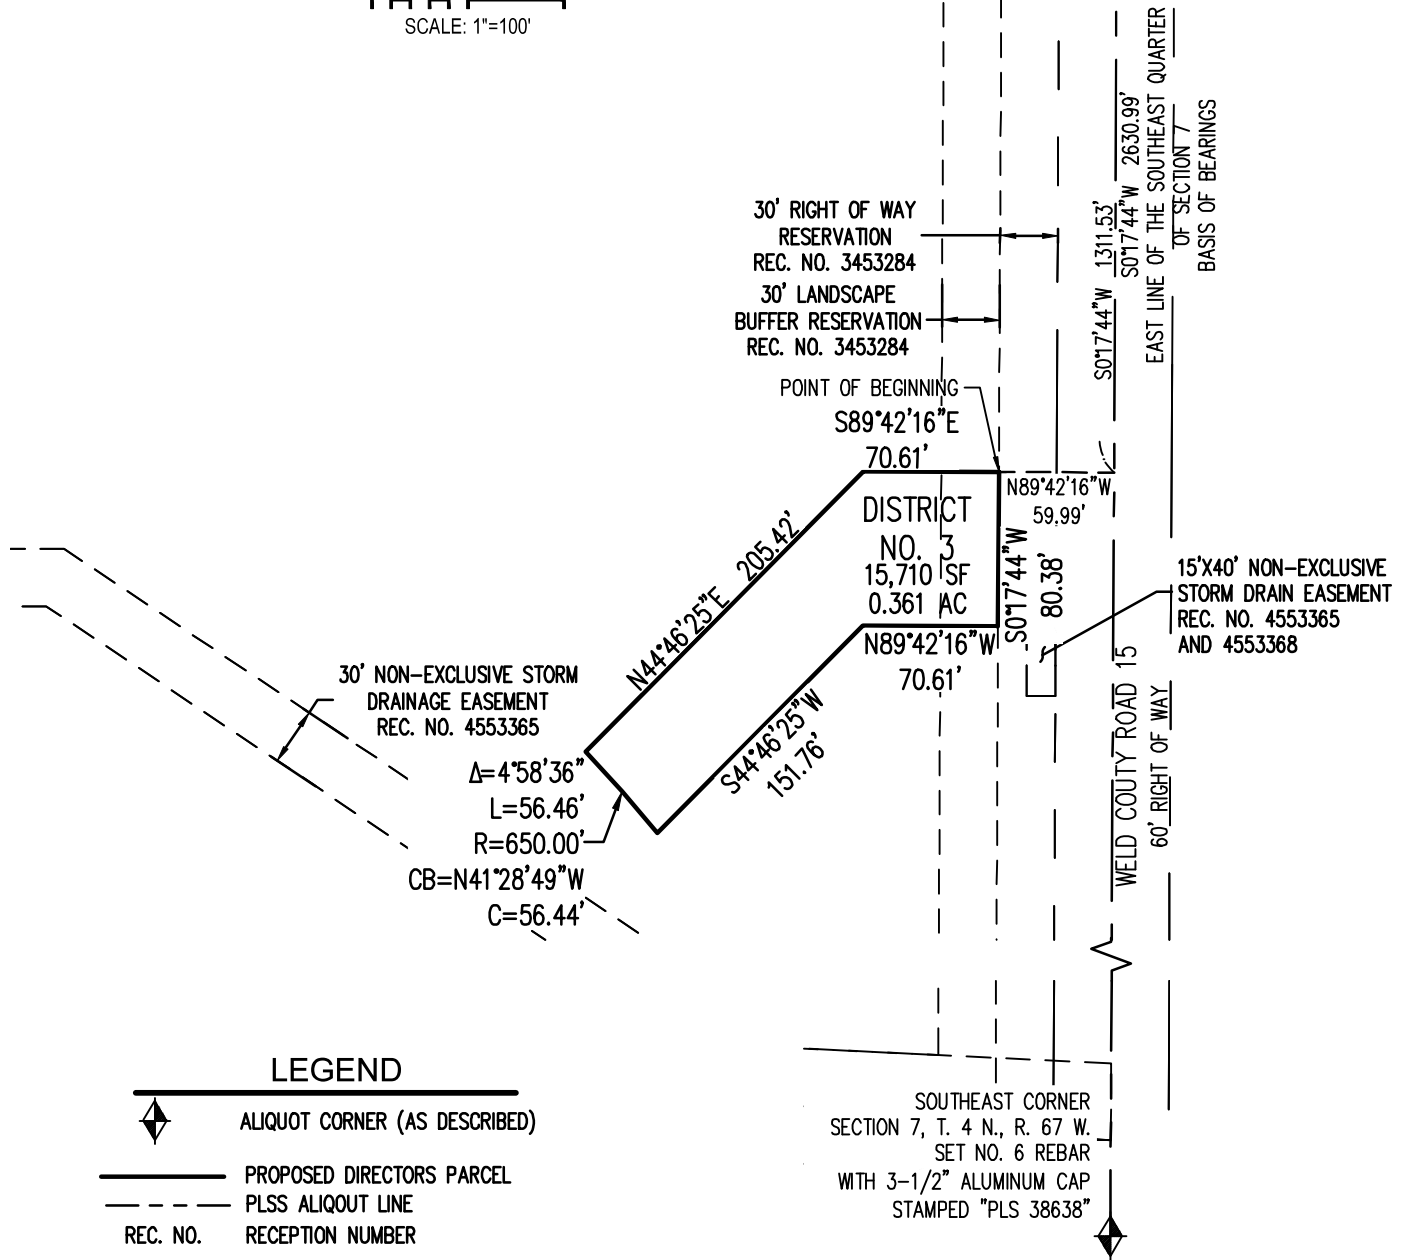 SCALE: 1"=100'
S0°17'44"W 1311.53'
S0°17'44"W 2630.99'
EAST LINE OF THE SOUTHEAST QUARTER
OF SECTION 7
BASIS OF BEARINGS
30' RIGHT OF WAY
RESERVATION
REC. NO. 3453284
30' LANDSCAPE
BUFFER RESERVATION
REC. NO. 3453284
POINT OF BEGINNING
S89°42'16"E
70.61'
N89°42'16"W
59.99'
DISTRICT
NO. 3
15,710 SF
0.361 AC
N44°46'25"E 205.42'
S0°17'44"W
80.38'
15'X40' NON-EXCLUSIVE
STORM DRAIN EASEMENT
REC. NO. 4553365
AND 4553368
N89°42'16"W
70.61'
S44°46'25"W
151.76'
30' NON-EXCLUSIVE STORM
DRAINAGE EASEMENT
REC. NO. 4553365
Δ=4°58'36"
L=56.46'
R=650.00'
CB=N41°28'49"W
C=56.44'
WELD COUTY ROAD 15
60' RIGHT OF WAY
LEGEND
ALIQUOT CORNER (AS DESCRIBED)
PROPOSED DIRECTORS PARCEL
PLSS ALIQOUT LINE
REC. NO. RECEPTION NUMBER
SOUTHEAST CORNER
SECTION 7, T. 4 N., R. 67 W.
SET NO. 6 REBAR
WITH 3-1/2" ALUMINUM CAP
STAMPED "PLS 38638"